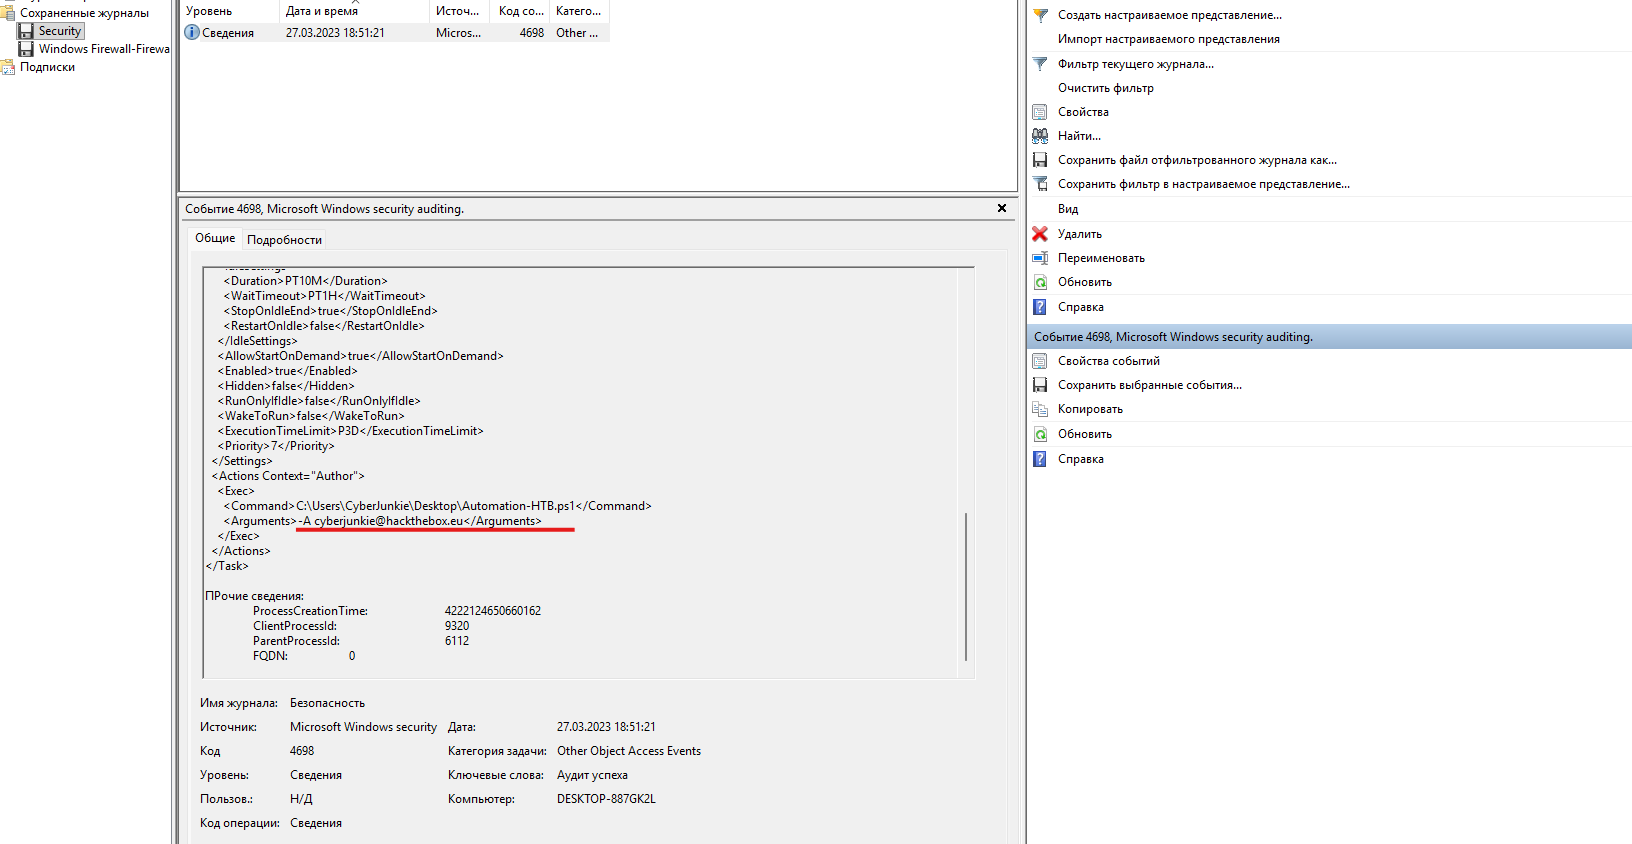 Сохраненные журналы
Security
Windows Firewall-Firewa
Подписки
Уровень Дата и время Источ... Код со... Катего...
Сведения 27.03.2023 18:51:21 Micros... 4698 Other ...
Событие 4698, Microsoft Windows security auditing.
Общие Подробности
<Duration>PT10M</Duration>
<WaitTimeout>PT1H</WaitTimeout>
<StopOnIdleEnd>true</StopOnIdleEnd>
<RestartOnIdle>false</RestartOnIdle>
</IdleSettings>
<AllowStartOnDemand>true</AllowStartOnDemand>
<Enabled>true</Enabled>
<Hidden>false</Hidden>
<RunOnlyIfIdle>false</RunOnlyIfIdle>
<WakeToRun>false</WakeToRun>
<ExecutionTimeLimit>P3D</ExecutionTimeLimit>
<Priority>7</Priority>
</Settings>
<Actions Context="Author">
<Exec>
<Command>C:\Users\CyberJunkie\Desktop\Automation-HTB.ps1</Command>
<Arguments>-A cyberjunkie@hackthebox.eu</Arguments>
</Exec>
</Actions>
</Task>
ПРочие сведения:
ProcessCreationTime: 4222124650660162
ClientProcessId: 9320
ParentProcessId: 6112
FQDN: 0
Имя журнала: Безопасность
Источник: Microsoft Windows security Дата: 27.03.2023 18:51:21
Код 4698 Категория задачи: Other Object Access Events
Уровень: Сведения Ключевые слова: Аудит успеха
Пользов.: Н/Д Компьютер: DESKTOP-887GK2L
Код операции: Сведения
Создать настраиваемое представление...
Импорт настраиваемого представления
Фильтр текущего журнала...
Очистить фильтр
Свойства
Найти...
Сохранить файл отфильтрованного журнала как...
Сохранить фильтр в настраиваемое представление...
Вид
Удалить
Переименовать
Обновить
Справка
Событие 4698, Microsoft Windows security auditing.
Свойства событий
Сохранить выбранные события...
Копировать
Обновить
Справка